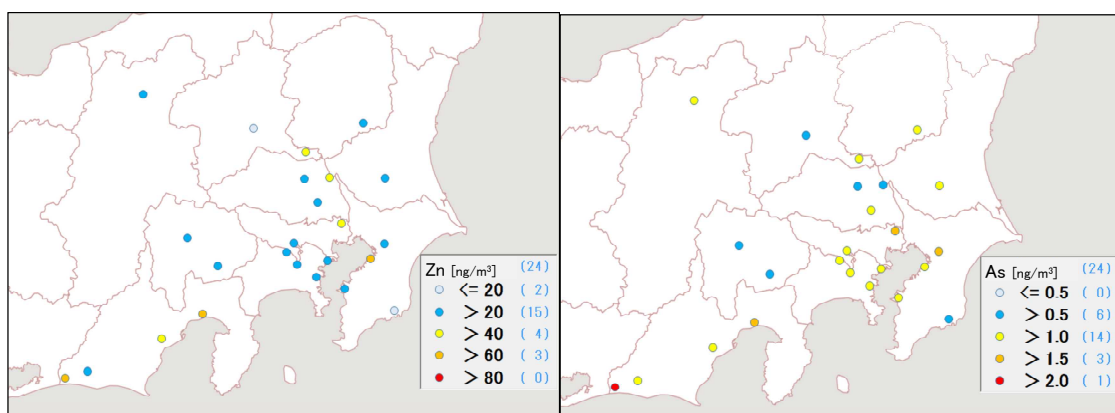 Zn [ng/m³] (24)
<= 20 ( 2)
> 20 (15)
> 40 ( 4)
> 60 ( 3)
> 80 ( 0)
As [ng/m³] (24)
<= 0.5 ( 0)
> 0.5 ( 6)
> 1.0 (14)
> 1.5 ( 3)
> 2.0 ( 1)